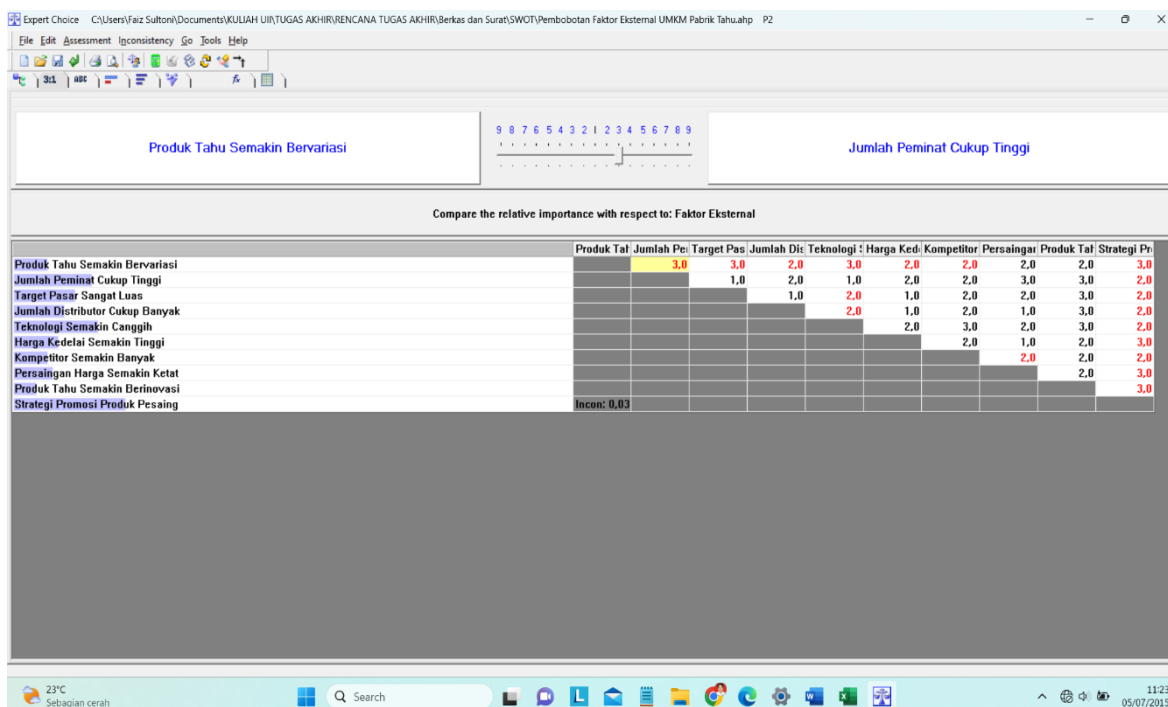 Expert Choice C:\Users\Faiz Sultoni\Documents\KULIAH UII\TUGAS AKHIR\RENCANA TUGAS AKHIR\Berkas dan Surat\SWOT\Pembobotan Faktor Eksternal UMKM Pabrik Tahu.ahp P2
File Edit Assessment Inconsistency Go Tools Help
3:1 ABC fx
9 8 7 6 5 4 3 2 1 2 3 4 5 6 7 8 9
Produk Tahu Semakin Bervariasi Jumlah Peminat Cukup Tinggi
Compare the relative importance with respect to: Faktor Eksternal
Produk Tah Jumlah Pe Target Pas Jumlah Dis Teknologi Harga Ked Kompetitor Persaingar Produk Tah Strategi Pr
Produk Tahu Semakin Bervariasi 3,0 3,0 2,0 3,0 2,0 2,0 2,0 2,0 3,0
Jumlah Peminat Cukup Tinggi 1,0 2,0 1,0 2,0 2,0 3,0 3,0 2,0
Target Pasar Sangat Luas 1,0 2,0 1,0 2,0 2,0 3,0 2,0
Jumlah Distributor Cukup Banyak 2,0 1,0 2,0 1,0 3,0 2,0
Teknologi Semakin Canggih 2,0 3,0 2,0 3,0 2,0
Harga Kedelai Semakin Tinggi 2,0 1,0 2,0 3,0
Kompetitor Semakin Banyak 2,0 2,0 2,0
Persaingan Harga Semakin Ketat 2,0 3,0
Produk Tahu Semakin Berinovasi 3,0
Strategi Promosi Produk Pesaing Incon: 0,03
23°C
Sebagian cerah
Search
11:23
05/07/2015